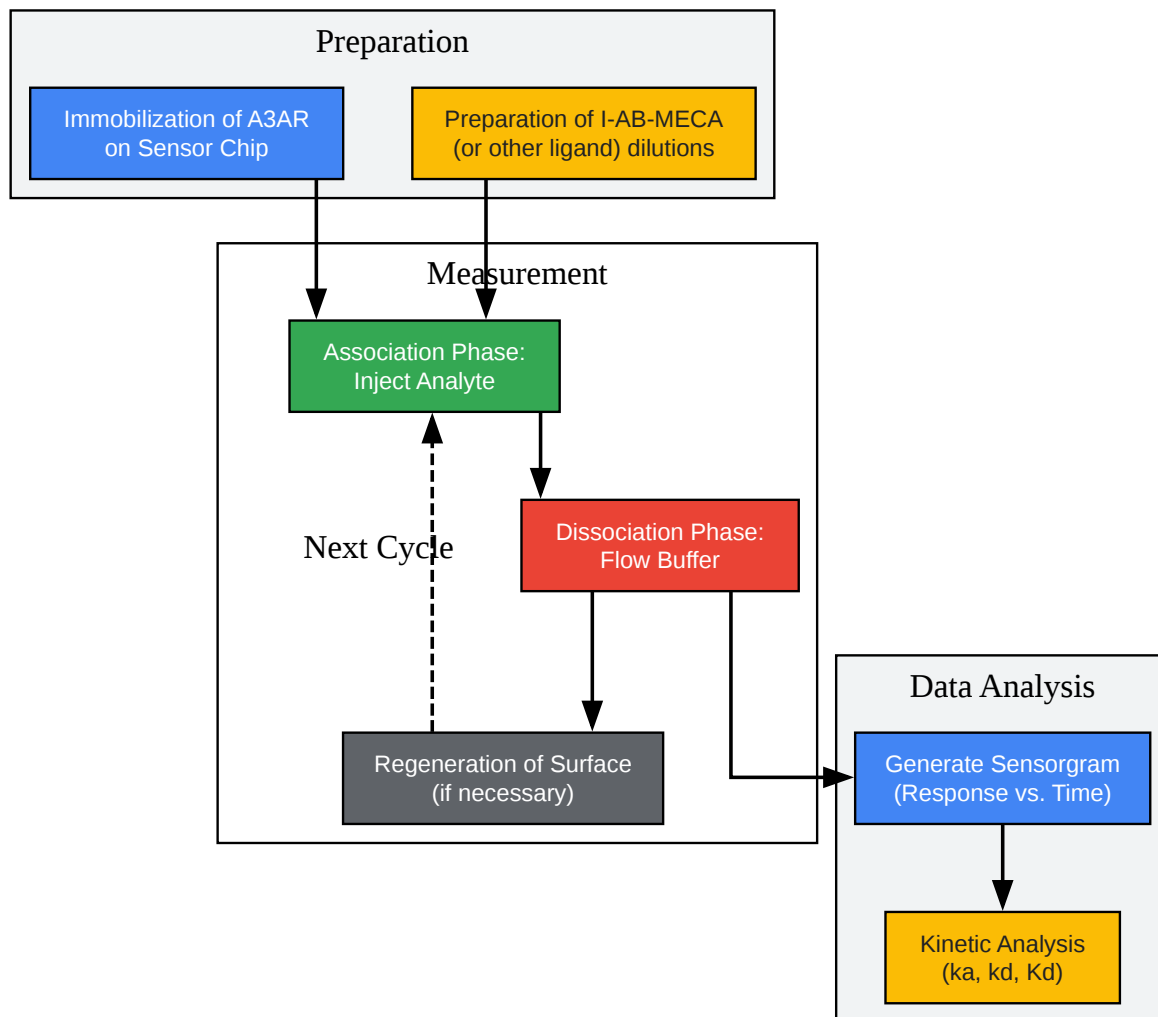 Preparation
Immobilization of A3AR
on Sensor Chip
Preparation of I-AB-MECA
(or other ligand) dilutions
Measurement
Association Phase:
Inject Analyte
Dissociation Phase:
Flow Buffer
Next Cycle
Regeneration of Surface
(if necessary)
Data Analysis
Generate Sensorgram
(Response vs. Time)
Kinetic Analysis
(ka, kd, Kd)